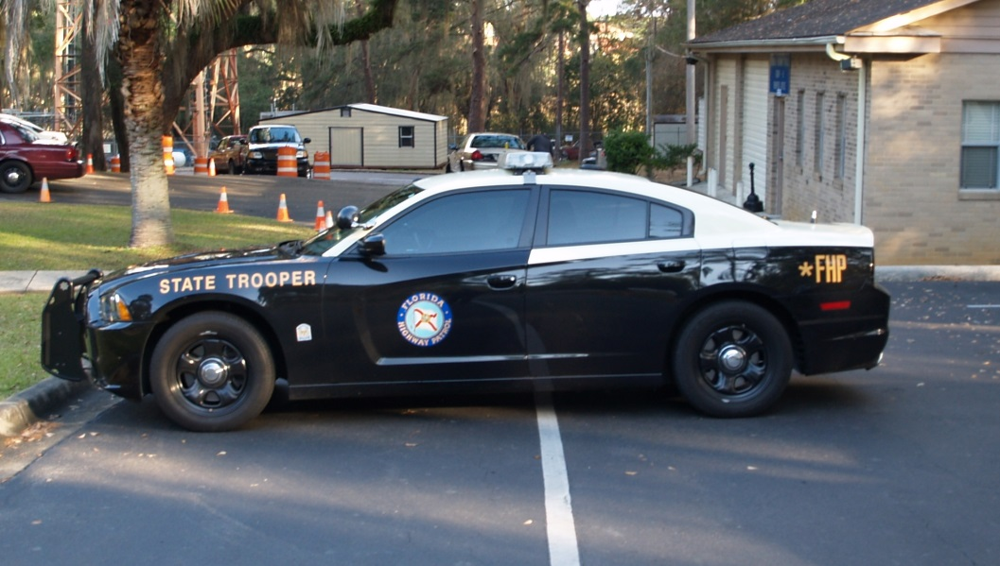 STATE TROOPER
FLORIDA
HIGHWAY PATROL
*FHP